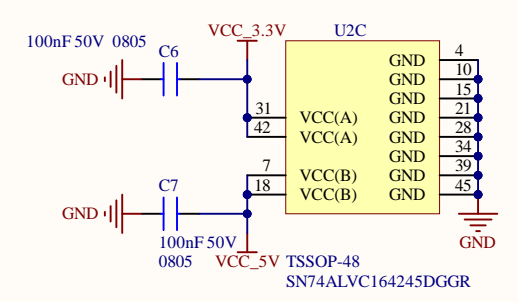 VCC_3.3V
U2C
100nF 50V 0805
C6
GND
31
VCC(A)
42
VCC(A)
7
VCC(B)
18
VCC(B)
GND
4
GND
10
GND
15
GND
21
GND
28
GND
34
GND
39
GND
45
C7
GND
100nF 50V
0805
VCC_5V
GND
TSSOP-48
SN74ALVC164245DGGR